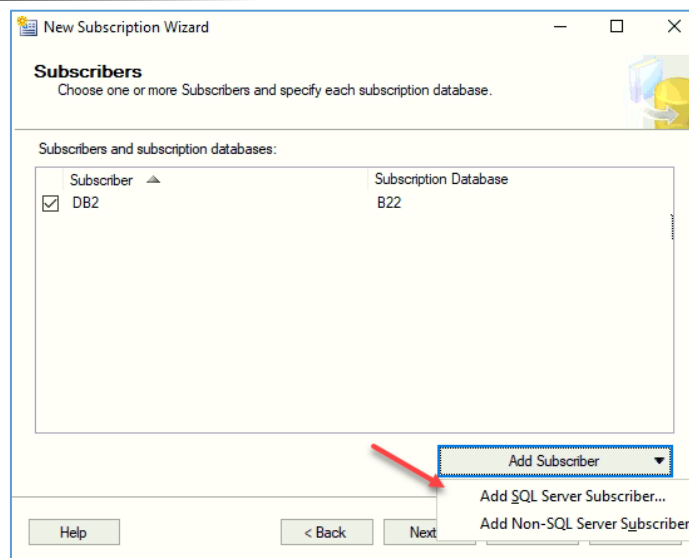 New Subscription Wizard
Subscribers
Choose one or more Subscribers and specify each subscription database.
Subscribers and subscription databases:
Subscriber Subscription Database
DB2 B22
Add Subscriber
Add SQL Server Subscriber...
Add Non-SQL Server Subscriber
Help < Back Next